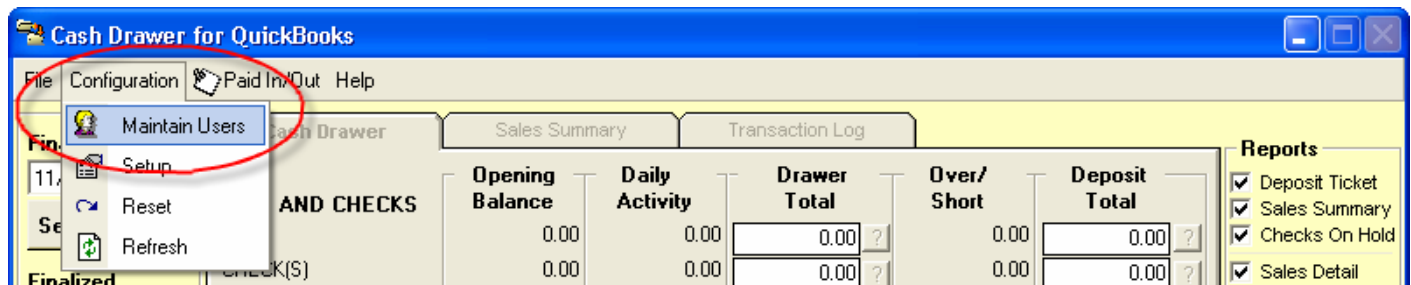 Cash Drawer for QuickBooks
File Configuration Paid In/Out Help
Maintain Users
Setup
Reset
Refresh
Cash Drawer Sales Summary Transaction Log
Opening Balance Daily Activity Drawer Total Over/Short Deposit Total
AND CHECKS
0.00 0.00 0.00 ? 0.00 0.00 ?
CHECK(S) 0.00 0.00 0.00 ? 0.00 0.00 ?
Finalized
Reports
Deposit Ticket
Sales Summary
Checks On Hold
Sales Detail